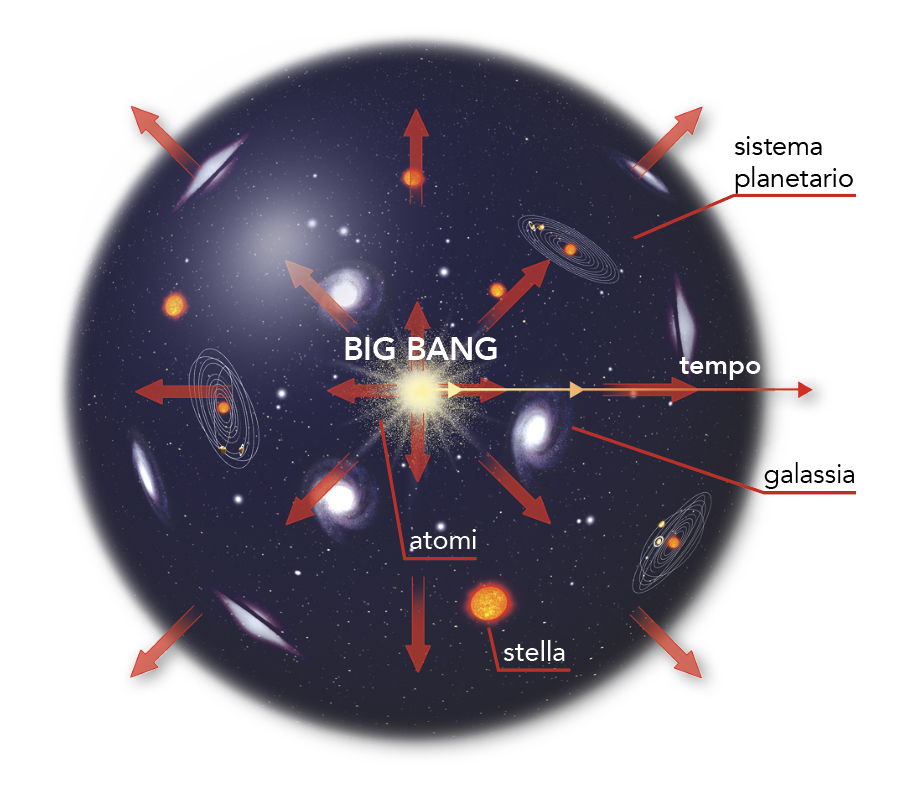 sistema
planetario
BIG BANG
tempo
galassia
atomi
stella